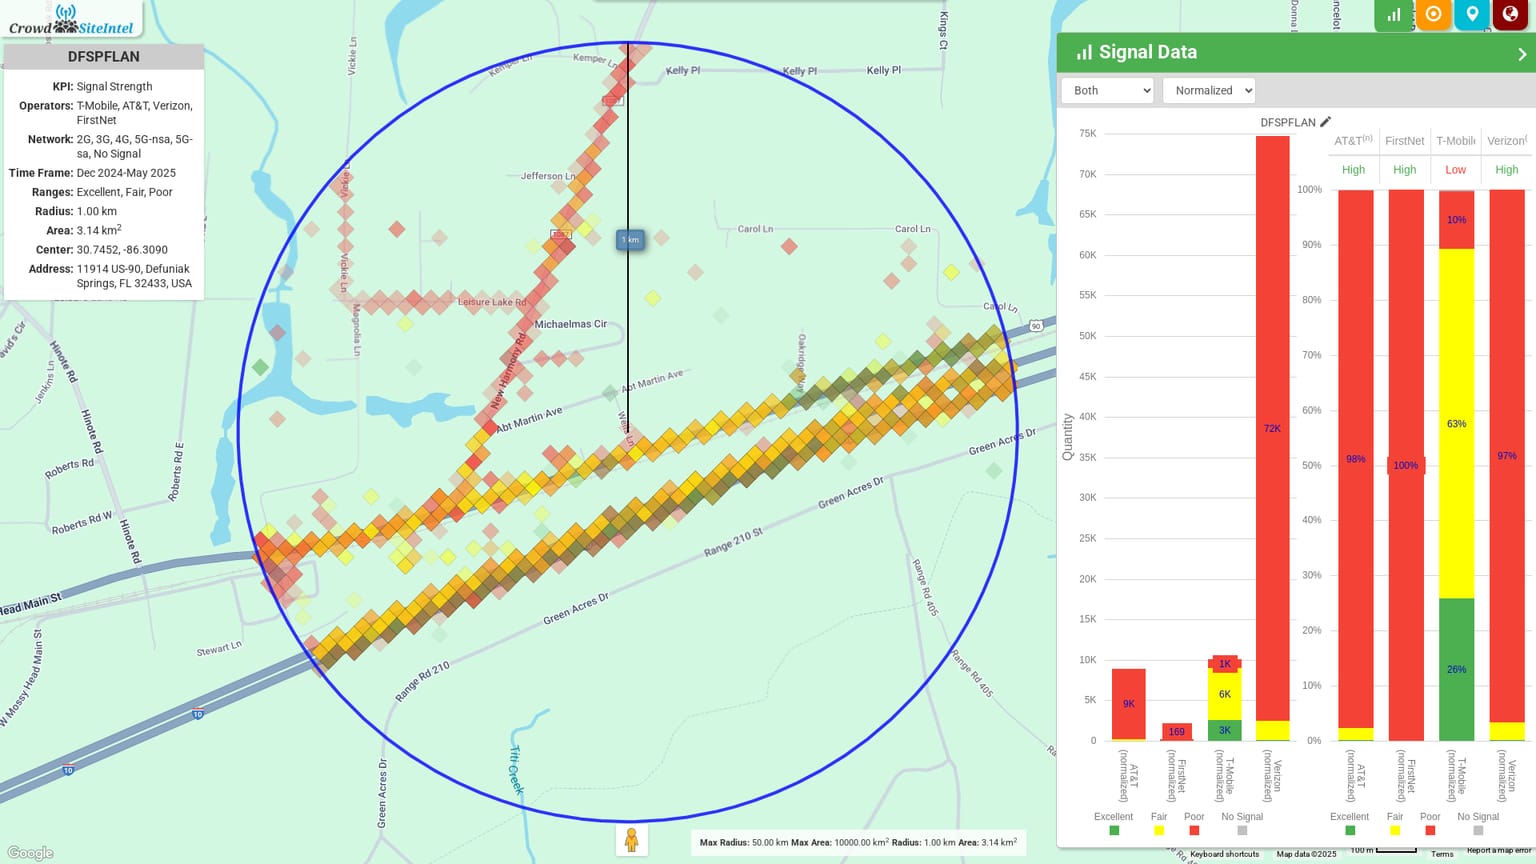 Crowd SiteIntel
DFSPFLAN
KPI: Signal Strength
Operators: T-Mobile, AT&T, Verizon,
FirstNet
Network: 2G, 3G, 4G, 5G-nsa, 5G-
sa, No Signal
Time Frame: Dec 2024-May 2025
Ranges: Excellent, Fair, Poor
Radius: 1.00 km
Area: 3.14 km²
Center: 30.7452, -86.3090
Address: 11914 US-90, Defuniak
Springs, FL 32433, USA
Vickie Ln
Kemper Ln
Kemper Ln
Kelly Pl
Kelly Pl
Kelly Pl
Kings Ct
Donna
Vickie Ln
Jefferson Ln
1087
1 km
Carol Ln
Carol Ln
Vickie Ln
Leisure Lake Rd
Carol Ln
Magnolia Ln
Michaelmas Cir
90
New Harmony Rd
Oakridge Way
Abt Martin Ave
Abt Martin Ave
Hinote Rd
Jenkins Ln
Hinote Rd
Roberts Rd
Roberts Rd E
Roberts Rd W
Hinote Rd
Green Acres Dr
Green Acres Dr
Range 210 St
Green Acres Dr
Range Rd 405
Head Main St
Stewart Ln
W Mossy Head Main St
Range Rd 210
Range Rd 405
10
10
Titi Creek
Green Acres Dr
Google
Max Radius: 50.00 km Max Area: 10000.00 km² Radius: 1.00 km Area: 3.14 km²
Signal Data
Both
Normalized
DFSPFLAN
75K
70K
65K
60K
55K
50K
45K
40K
35K
30K
25K
20K
15K
10K
5K
0
Quantity
9K
169
1K
6K
3K
72K
AT&T (normalized)
FirstNet (normalized)
T-Mobile (normalized)
Verizon (normalized)
Excellent Fair Poor No Signal
AT&T(n) FirstNet T-Mobile Verizon(
High High Low High
100%
90%
80%
70%
60%
50%
40%
30%
20%
10%
0%
98%
100%
10%
63%
26%
97%
AT&T (normalized)
FirstNet (normalized)
T-Mobile (normalized)
Verizon (normalized)
Excellent Fair Poor No Signal
Keyboard shortcuts Map data ©2025 100 m Terms Report a map error